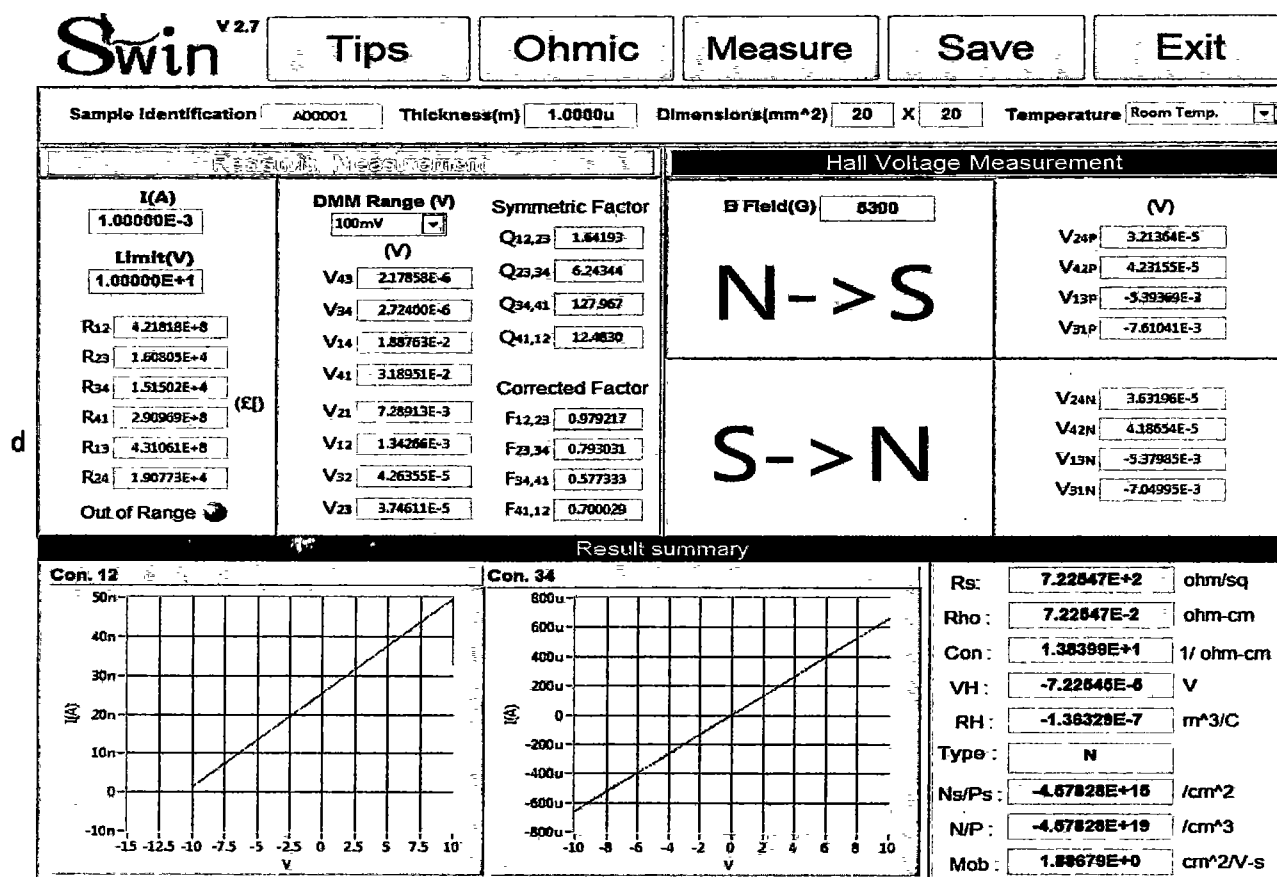 Swin V 2.7 Tips Ohmic Measure Save Exit
Sample Identification A00001 Thickness(m) 1.0000u Dimensions(mm^2) 20 X 20 Temperature Room Temp.
Measurement
Hall Voltage Measurement
I(A)
1.00000E-3
Limit(V)
1.00000E+1
R12 4.21818E+8
R23 1.60805E+4
R34 1.51502E+4
R41 2.90969E+8
R13 4.31061E+8
R24 1.90773E+4
(£[)
Out of Range
d
DMM Range (V)
100mV
(V)
V43 2.17858E-6
V34 2.72400E-6
V14 1.88763E-2
V41 3.18951E-2
V21 7.28913E-3
V12 1.34266E-3
V32 4.26355E-5
V23 3.74611E-5
Symmetric Factor
Q12,23 1.64193
Q23,34 6.24344
Q34,41 127.967
Q41,12 12.4830
Corrected Factor
F12,23 0.979217
F23,34 0.793031
F34,41 0.577333
F41,12 0.700029
B Field(G) 5300
N->S
S->N
(V)
V24P 3.21364E-5
V42P 4.23155E-5
V13P -5.39369E-3
V31P -7.61041E-3
V24N 3.63196E-5
V42N 4.18654E-5
V13N -5.37985E-3
V31N -7.04995E-3
Result summary
Con. 12
50n
40n
30n
20n
10n
0
-10n
I(A)
-15 -12.5 -10 -7.5 -5 -2.5 0 2.5 5 7.5 10
V
Con. 34
800u
600u
400u
200u
0
-200u
-400u
-600u
-800u
I(A)
-10 -8 -6 -4 -2 0 2 4 6 8 10
V
Rs: 7.22547E+2 ohm/sq
Rho: 7.22547E-2 ohm-cm
Con: 1.38399E+1 1/ ohm-cm
VH: V
RH: -1.36329E-7 m^3/C
Type: N
Ns/Ps: -4.57828E+15 /cm^2
N/P: -4.57828E+19 /cm^3
Mob: 1.88679E+0 cm^2/V-s